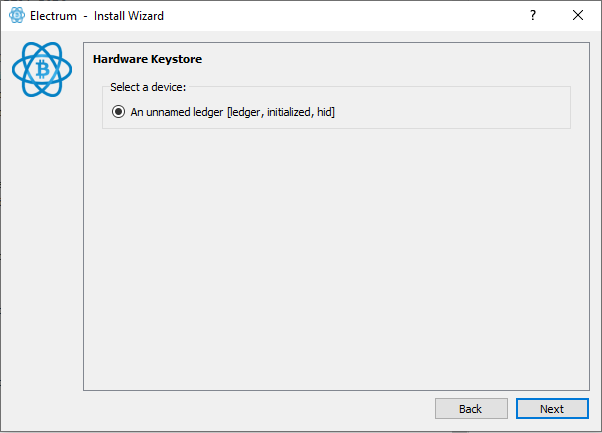 Electrum - Install Wizard
Hardware Keystore
Select a device:
An unnamed ledger [ledger, initialized, hid]
Back
Next